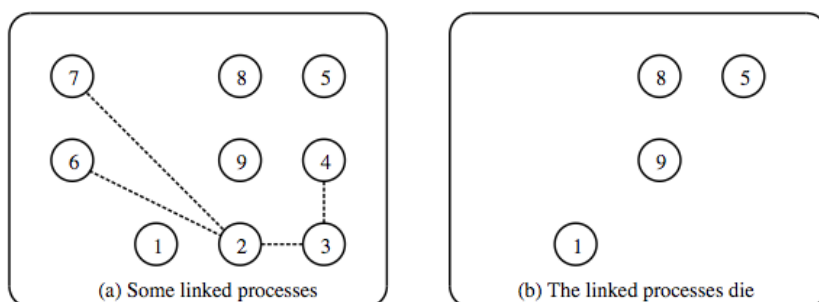 7 8 5
6 9 4
1 2 3
(a) Some linked processes
8 5
9
1
(b) The linked processes die